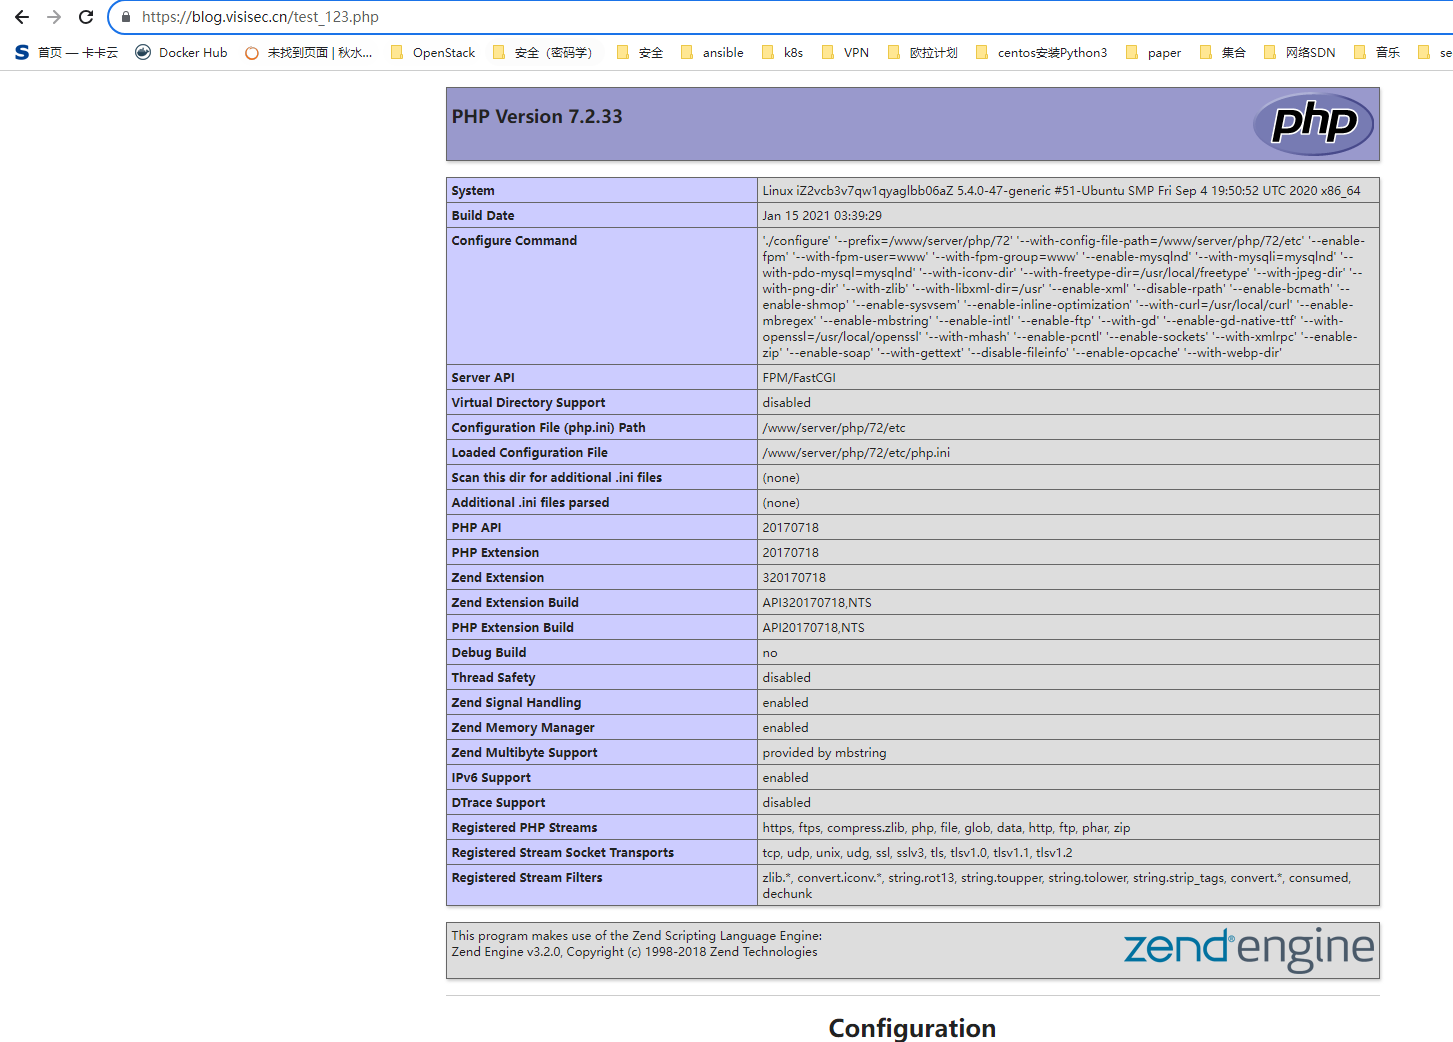 https://blog.visisec.cn/test_123.php
首页 — 卡卡云 Docker Hub 未找到页面 | 秋水... OpenStack 安全（密码学） 安全 ansible k8s VPN 欧拉计划 centos安装Python3 paper 集合 网络SDN 音乐 se
PHP Version 7.2.33
php
System Linux iZ2vcb3v7qw1qyaglbb06aZ 5.4.0-47-generic #51-Ubuntu SMP Fri Sep 4 19:50:52 UTC 2020 x86_64
Build Date Jan 15 2021 03:39:29
Configure Command './configure' '--prefix=/www/server/php/72' '--with-config-file-path=/www/server/php/72/etc' '--enable-
fpm' '--with-fpm-user=www' '--with-fpm-group=www' '--enable-mysqlnd' '--with-mysqli=mysqlnd' '--
with-pdo-mysql=mysqlnd' '--with-iconv-dir' '--with-freetype-dir=/usr/local/freetype' '--with-jpeg-dir' '--
with-png-dir' '--with-zlib' '--with-libxml-dir=/usr' '--enable-xml' '--disable-rpath' '--enable-bcmath' '--
enable-shmop' '--enable-sysvsem' '--enable-inline-optimization' '--with-curl=/usr/local/curl' '--enable-
mbregex' '--enable-mbstring' '--enable-intl' '--enable-ftp' '--with-gd' '--enable-gd-native-ttf' '--with-
openssl=/usr/local/openssl' '--with-mhash' '--enable-pcntl' '--enable-sockets' '--with-xmlrpc' '--enable-
zip' '--enable-soap' '--with-gettext' '--disable-fileinfo' '--enable-opcache' '--with-webp-dir'
Server API FPM/FastCGI
Virtual Directory Support disabled
Configuration File (php.ini) Path /www/server/php/72/etc
Loaded Configuration File /www/server/php/72/etc/php.ini
Scan this dir for additional .ini files (none)
Additional .ini files parsed (none)
PHP API 20170718
PHP Extension 20170718
Zend Extension 320170718
Zend Extension Build API320170718,NTS
PHP Extension Build API20170718,NTS
Debug Build no
Thread Safety disabled
Zend Signal Handling enabled
Zend Memory Manager enabled
Zend Multibyte Support provided by mbstring
IPv6 Support enabled
DTrace Support disabled
Registered PHP Streams https, ftps, compress.zlib, php, file, glob, data, http, ftp, phar, zip
Registered Stream Socket Transports tcp, udp, unix, udg, ssl, sslv3, tls, tlsv1.0, tlsv1.1, tlsv1.2
Registered Stream Filters zlib.*, convert.iconv.*, string.rot13, string.toupper, string.tolower, string.strip_tags, convert.*, consumed,
dechunk
This program makes use of the Zend Scripting Language Engine:
Zend Engine v3.2.0, Copyright (c) 1998-2018 Zend Technologies
zend® engine
Configuration